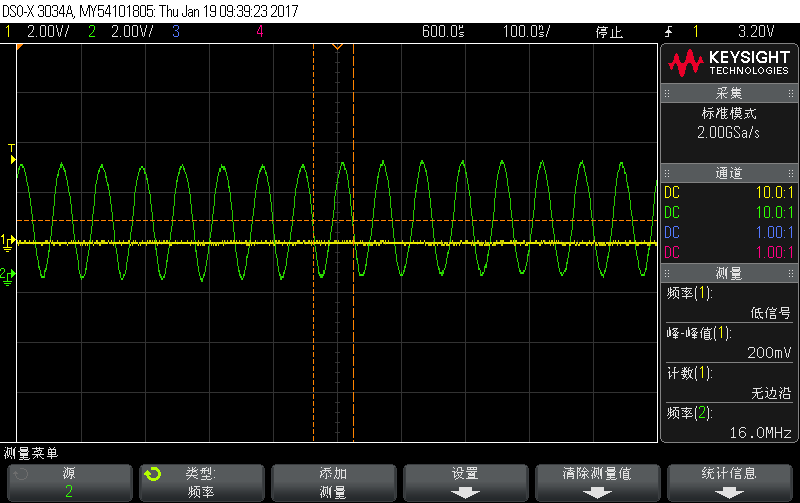 DSO-X 3034A, MY54101805: Thu Jan 19 09:39:23 2017
1 2.00V/ 2 2.00V/ 3 4 600.0s 100.0s/ 停止 1 3.20V
KEYSIGHT
TECHNOLOGIES
采集
标准模式
2.00GSa/s
通道
DC 10.0:1
DC 10.0:1
DC 1.00:1
DC 1.00:1
测量
频率(1):
低信号
峰-峰值(1):
200mV
计数(1):
无边沿
频率(2):
16.0MHz
T
1
2
测量菜单
源
2
类型:
频率
添加
测量
设置
清除测量值
统计信息